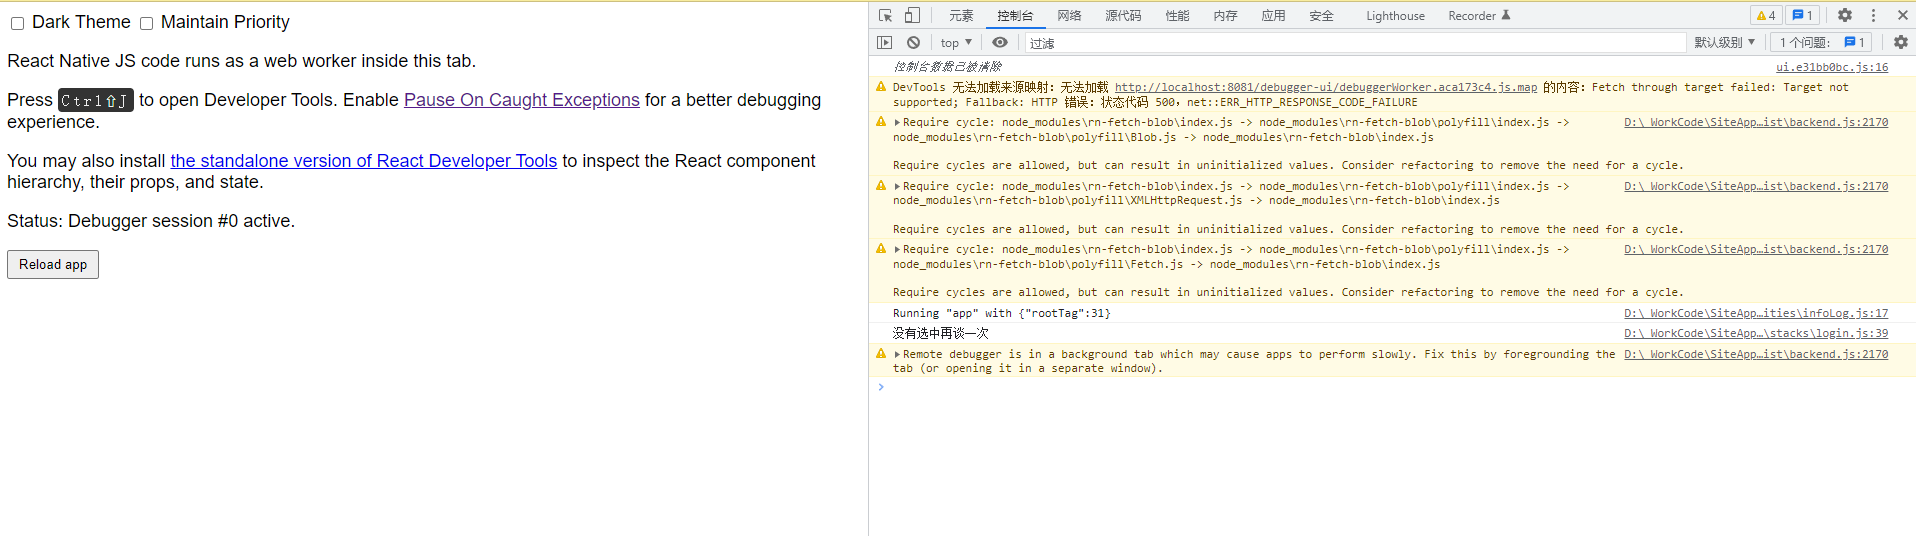 Dark Theme Maintain Priority
React Native JS code runs as a web worker inside this tab.
Press Ctrl⇧J to open Developer Tools. Enable Pause On Caught Exceptions for a better debugging
experience.
You may also install the standalone version of React Developer Tools to inspect the React component
hierarchy, their props, and state.
Status: Debugger session #0 active.
Reload app
元素 控制台 网络 源代码 性能 内存 应用 安全 Lighthouse Recorder 4 1
top 过滤 默认级别 1 个问题: 1
控制台数据已被清除 ui.e31bb0bc.js:16
DevTools 无法加载来源映射: 无法加载 http://localhost:8081/debugger-ui/debuggerWorker.aca173c4.js.map 的内容: Fetch through target failed: Target not
supported; Fallback: HTTP 错误: 状态代码 500, net::ERR_HTTP_RESPONSE_CODE_FAILURE
Require cycle: node_modules\rn-fetch-blob\index.js -> node_modules\rn-fetch-blob\polyfill\index.js -> D:\_WorkCode\SiteApp…ist\backend.js:2170
node_modules\rn-fetch-blob\polyfill\Blob.js -> node_modules\rn-fetch-blob\index.js
Require cycles are allowed, but can result in uninitialized values. Consider refactoring to remove the need for a cycle.
Require cycle: node_modules\rn-fetch-blob\index.js -> node_modules\rn-fetch-blob\polyfill\index.js -> D:\_WorkCode\SiteApp…ist\backend.js:2170
node_modules\rn-fetch-blob\polyfill\XMLHttpRequest.js -> node_modules\rn-fetch-blob\index.js
Require cycles are allowed, but can result in uninitialized values. Consider refactoring to remove the need for a cycle.
Require cycle: node_modules\rn-fetch-blob\index.js -> node_modules\rn-fetch-blob\polyfill\index.js -> D:\_WorkCode\SiteApp…ist\backend.js:2170
node_modules\rn-fetch-blob\polyfill\Fetch.js -> node_modules\rn-fetch-blob\index.js
Require cycles are allowed, but can result in uninitialized values. Consider refactoring to remove the need for a cycle.
Running "app" with {"rootTag":31} D:\_WorkCode\SiteApp…ities\infoLog.js:17
没有选中再谈一次 D:\_WorkCode\SiteApp…\stacks\login.js:39
Remote debugger is in a background tab which may cause apps to perform slowly. Fix this by foregrounding the D:\_WorkCode\SiteApp…ist\backend.js:2170
tab (or opening it in a separate window).